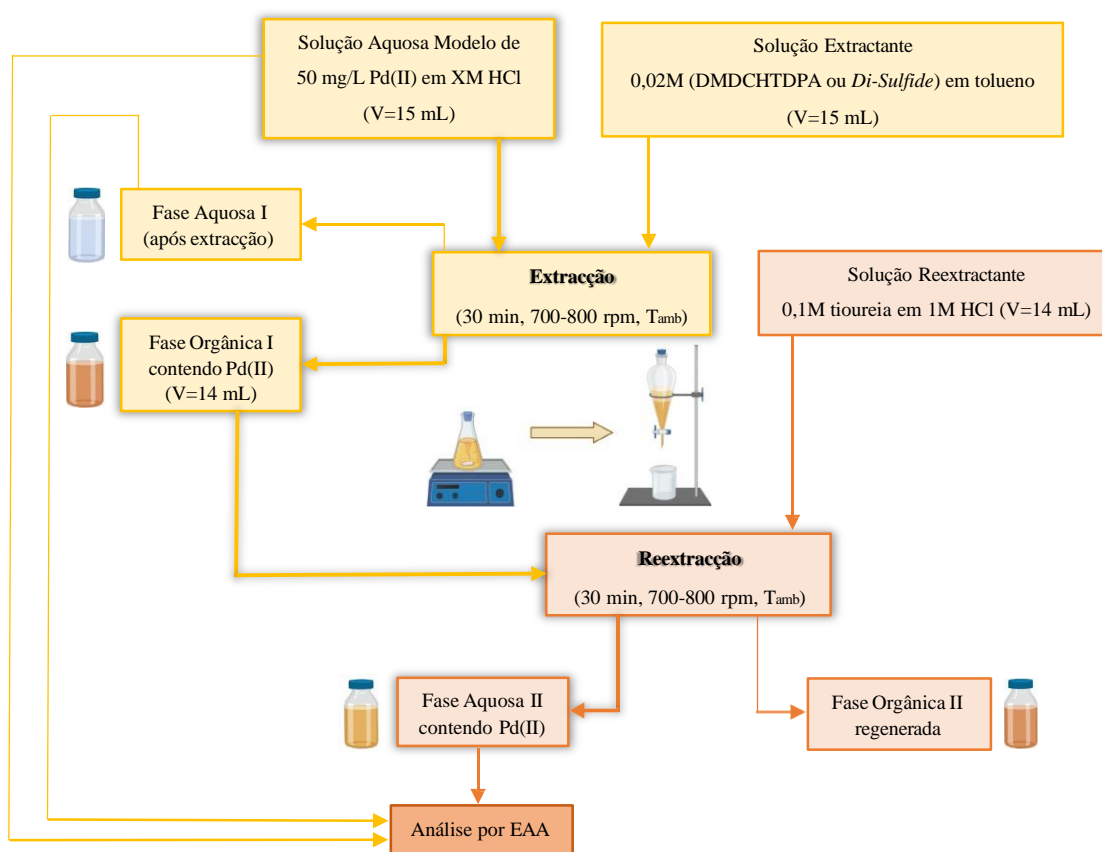 Solução Aquosa Modelo de
50 mg/L Pd(II) em XM HCl
(V=15 mL)
Solução Extractante
0,02M (DMDCHTDPA ou Di-Sulfide) em tolueno
(V=15 mL)
Fase Aquosa I
(após extracção)
Extracção
(30 min, 700-800 rpm, Tamb)
Solução Reextractante
0,1M tioureia em 1M HCl (V=14 mL)
Fase Orgânica I
contendo Pd(II)
(V=14 mL)
Reextracção
(30 min, 700-800 rpm, Tamb)
Fase Aquosa II
contendo Pd(II)
Fase Orgânica II
regenerada
Análise por EAA